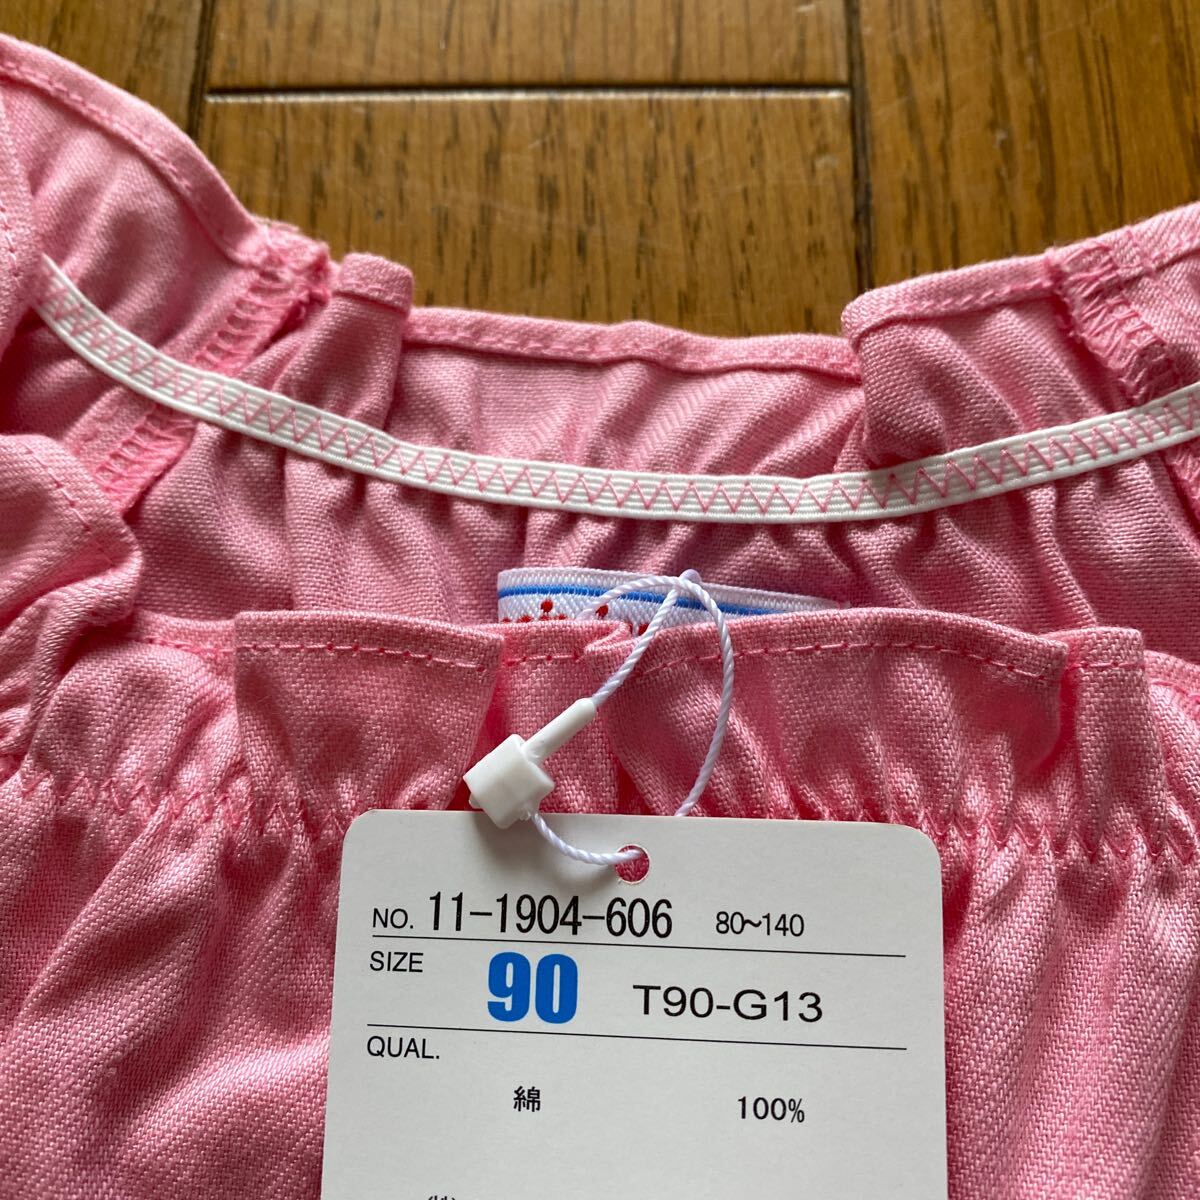 NO. 11-1904-606 80~140
SIZE 90 T90-G13
QUAL.
綿 100%